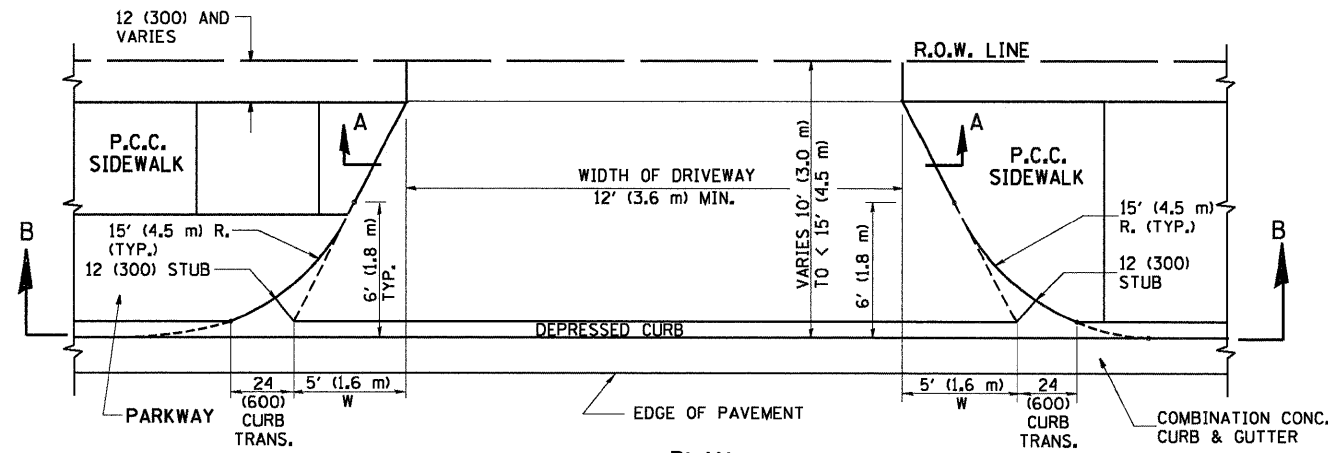 12 (300) AND
VARIES
R.O.W. LINE
A
A
P.C.C.
SIDEWALK
P.C.C.
SIDEWALK
WIDTH OF DRIVEWAY
12' (3.6 m) MIN.
VARIES 10' (3.0 m)
TO < 15' (4.5 m)
6' (1.8 m)
TYP.
6' (1.8 m)
15' (4.5 m) R.
(TYP.)
15' (4.5 m)
R. (TYP.)
B
B
12 (300) STUB
12 (300)
STUB
DEPRESSED CURB
24
(600)
CURB
TRANS.
5' (1.6 m)
W
5' (1.6 m)
W
24
(600)
CURB
TRANS.
PARKWAY
EDGE OF PAVEMENT
COMBINATION CONC.
CURB & GUTTER